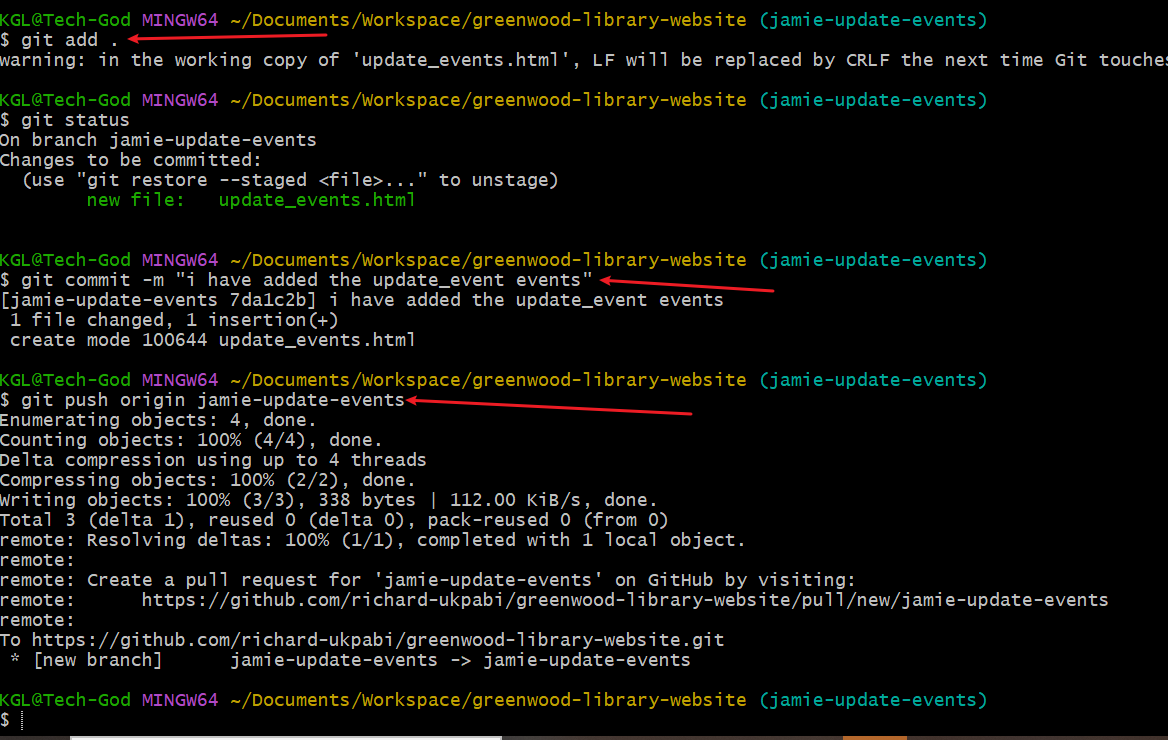 KGL@Tech-God MINGW64 ~/Documents/Workspace/greenwood-library-website (jamie-update-events)
$ git add .
warning: in the working copy of 'update_events.html', LF will be replaced by CRLF the next time Git touches
KGL@Tech-God MINGW64 ~/Documents/Workspace/greenwood-library-website (jamie-update-events)
$ git status
On branch jamie-update-events
Changes to be committed:
  (use "git restore --staged <file>..." to unstage)
        new file:   update_events.html
KGL@Tech-God MINGW64 ~/Documents/Workspace/greenwood-library-website (jamie-update-events)
$ git commit -m "i have added the update_event events"
[jamie-update-events 7da1c2b] i have added the update_event events
 1 file changed, 1 insertion(+)
 create mode 100644 update_events.html
KGL@Tech-God MINGW64 ~/Documents/Workspace/greenwood-library-website (jamie-update-events)
$ git push origin jamie-update-events
Enumerating objects: 4, done.
Counting objects: 100% (4/4), done.
Delta compression using up to 4 threads
Compressing objects: 100% (2/2), done.
Writing objects: 100% (3/3), 338 bytes | 112.00 KiB/s, done.
Total 3 (delta 1), reused 0 (delta 0), pack-reused 0 (from 0)
remote: Resolving deltas: 100% (1/1), completed with 1 local object.
remote:
remote: Create a pull request for 'jamie-update-events' on GitHub by visiting:
remote:      https://github.com/richard-ukpabi/greenwood-library-website/pull/new/jamie-update-events
remote:
To https://github.com/richard-ukpabi/greenwood-library-website.git
 * [new branch]      jamie-update-events -> jamie-update-events
KGL@Tech-God MINGW64 ~/Documents/Workspace/greenwood-library-website (jamie-update-events)
$